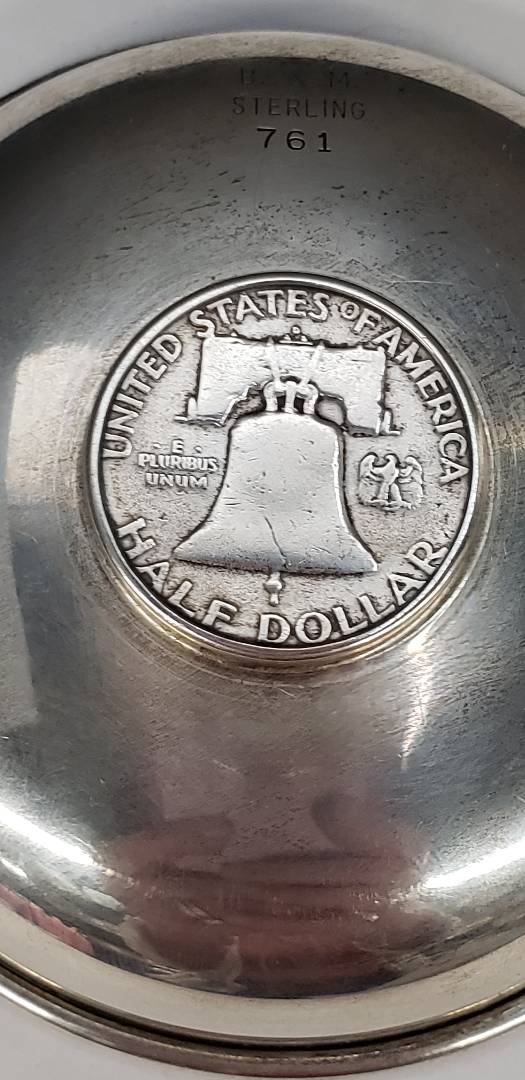 STERLING
761
UNITED STATES OF AMERICA
E
PLURIBUS
UNUM
HALF DOLLAR